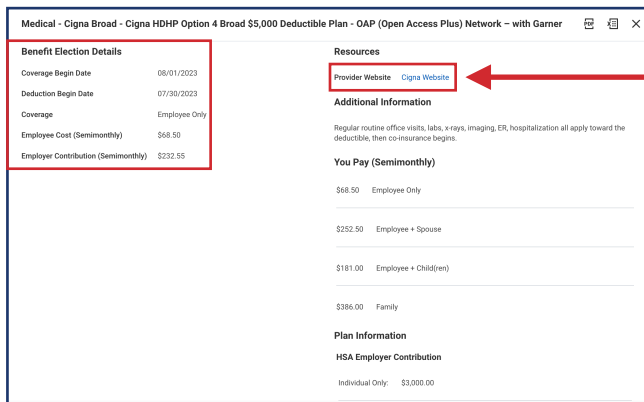 Medical - Cigna Broad - Cigna HDHP Option 4 Broad $5,000 Deductible Plan - OAP (Open Access Plus) Network – with Garner
PDF
Benefit Election Details
Coverage Begin Date 08/01/2023
Deduction Begin Date 07/30/2023
Coverage Employee Only
Employee Cost (Semimonthly) $68.50
Employer Contribution (Semimonthly) $232.55
Resources
Provider Website Cigna Website
Additional Information
Regular routine office visits, labs, x-rays, imaging, ER, hospitalization all apply toward the
deductible, then co-insurance begins.
You Pay (Semimonthly)
$68.50 Employee Only
$252.50 Employee + Spouse
$181.00 Employee + Child(ren)
$386.00 Family
Plan Information
HSA Employer Contribution
Individual Only: $3,000.00